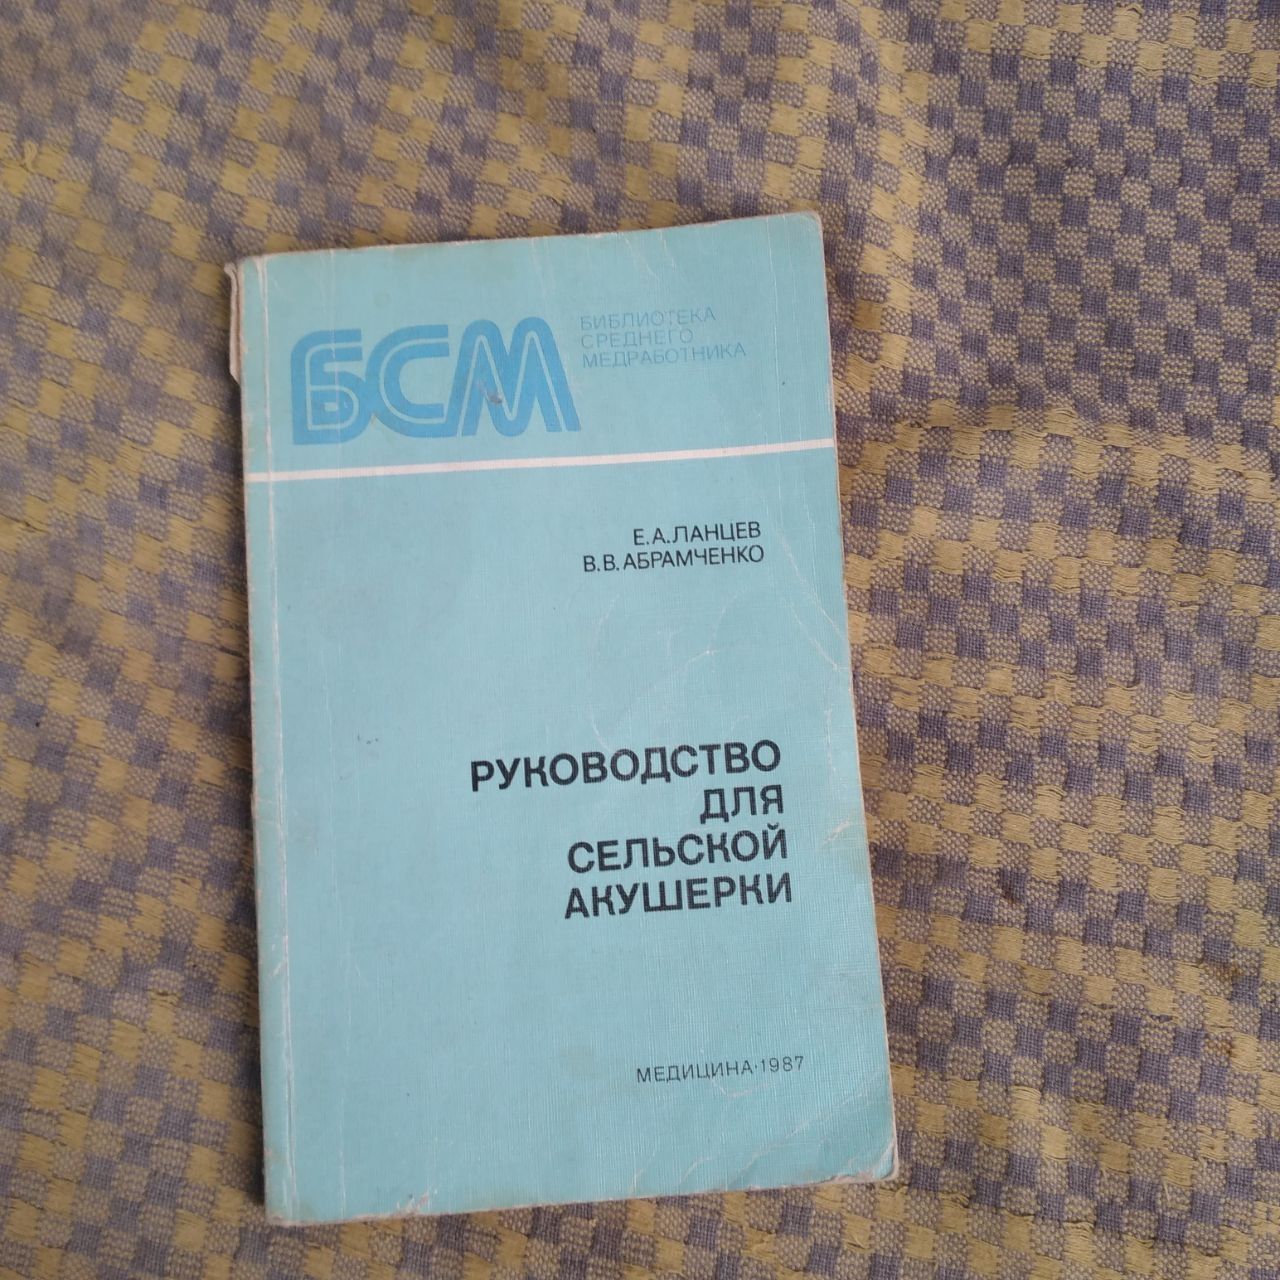 БСМ
БИБЛИОТЕКА
СРЕДНЕГО
МЕДРАБОТНИКА
Е.А.ЛАНЦЕВ
В.В.АБРАМЧЕНКО
РУКОВОДСТВО
ДЛЯ
СЕЛЬСКОЙ
АКУШЕРКИ
МЕДИЦИНА·1987